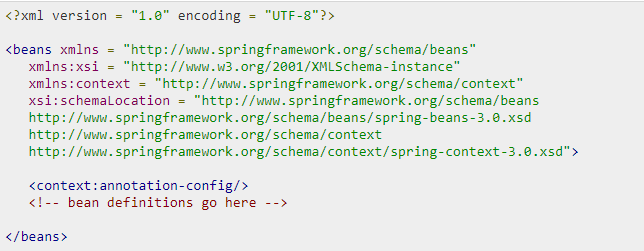 <?xml version = "1.0" encoding = "UTF-8"?>
<beans xmlns = "http://www.springframework.org/schema/beans"
xmlns:xsi = "http://www.w3.org/2001/XMLSchema-instance"
xmlns:context = "http://www.springframework.org/schema/context"
xsi:schemaLocation = "http://www.springframework.org/schema/beans
http://www.springframework.org/schema/beans/spring-beans-3.0.xsd
http://www.springframework.org/schema/context
http://www.springframework.org/schema/context/spring-context-3.0.xsd">
<context:annotation-config/>
<!-- bean definitions go here -->
</beans>